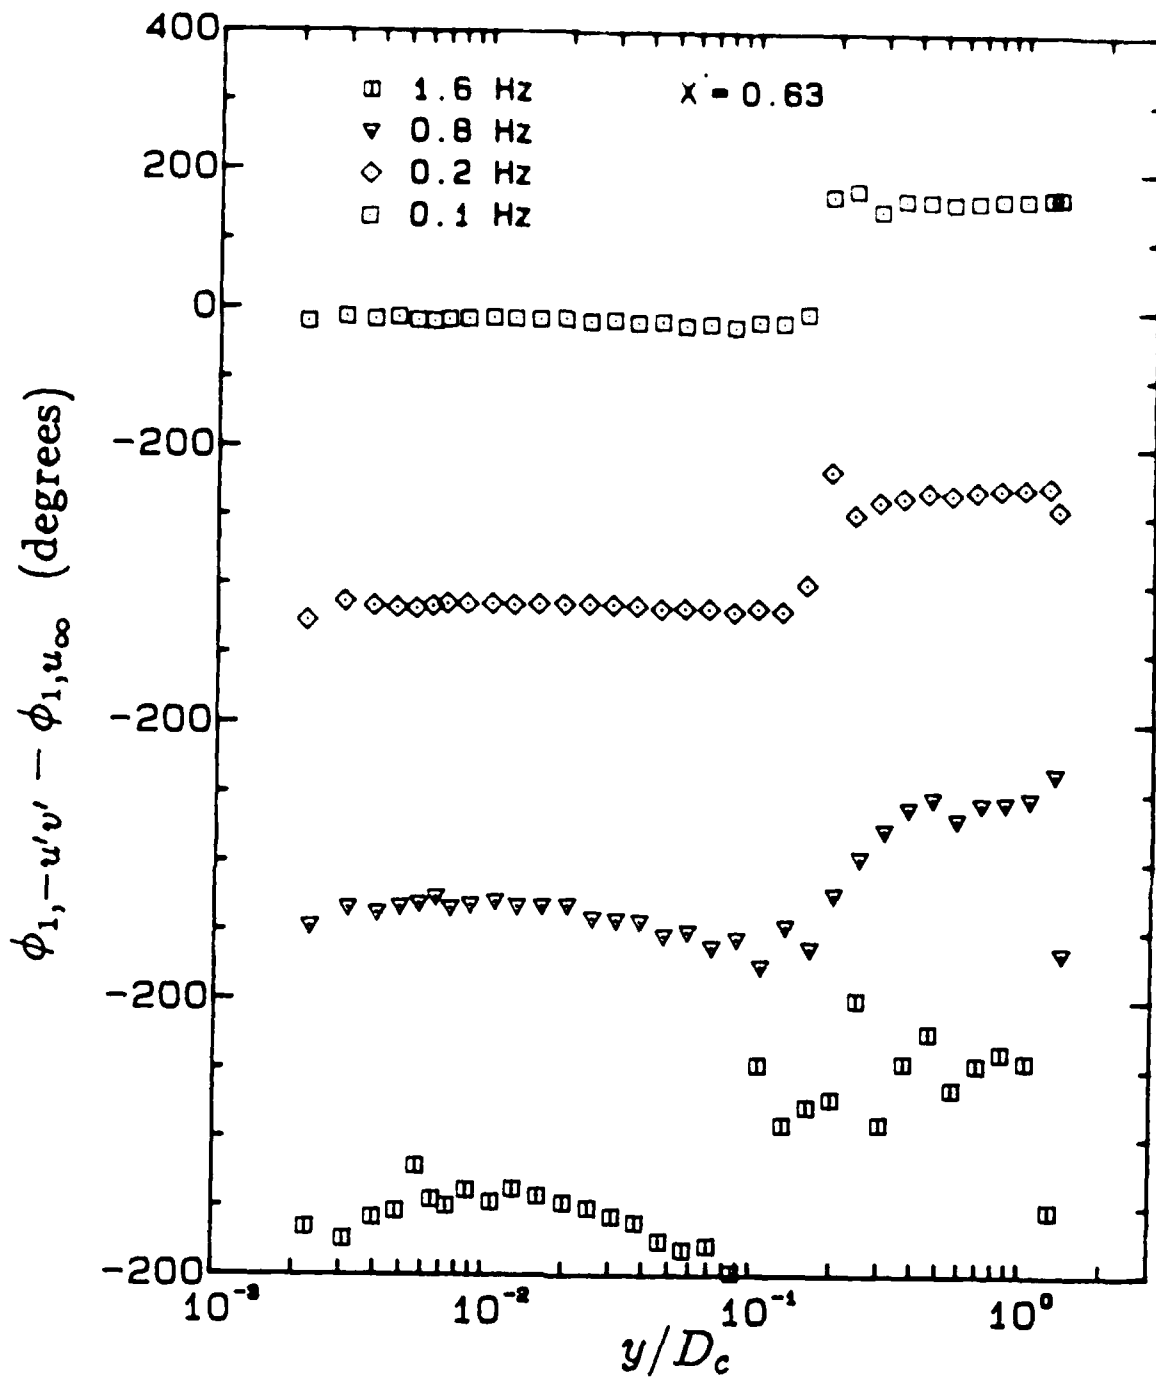 400
1.6 Hz
X = 0.63
0.8 Hz
200
0.2 Hz
0.1 Hz
0
-200
-200
-200
-200
ϕ₁,₋u′v′ − ϕ₁,u∞ (degrees)
10⁻³
10⁻²
10⁻¹
10⁰
y/D_c